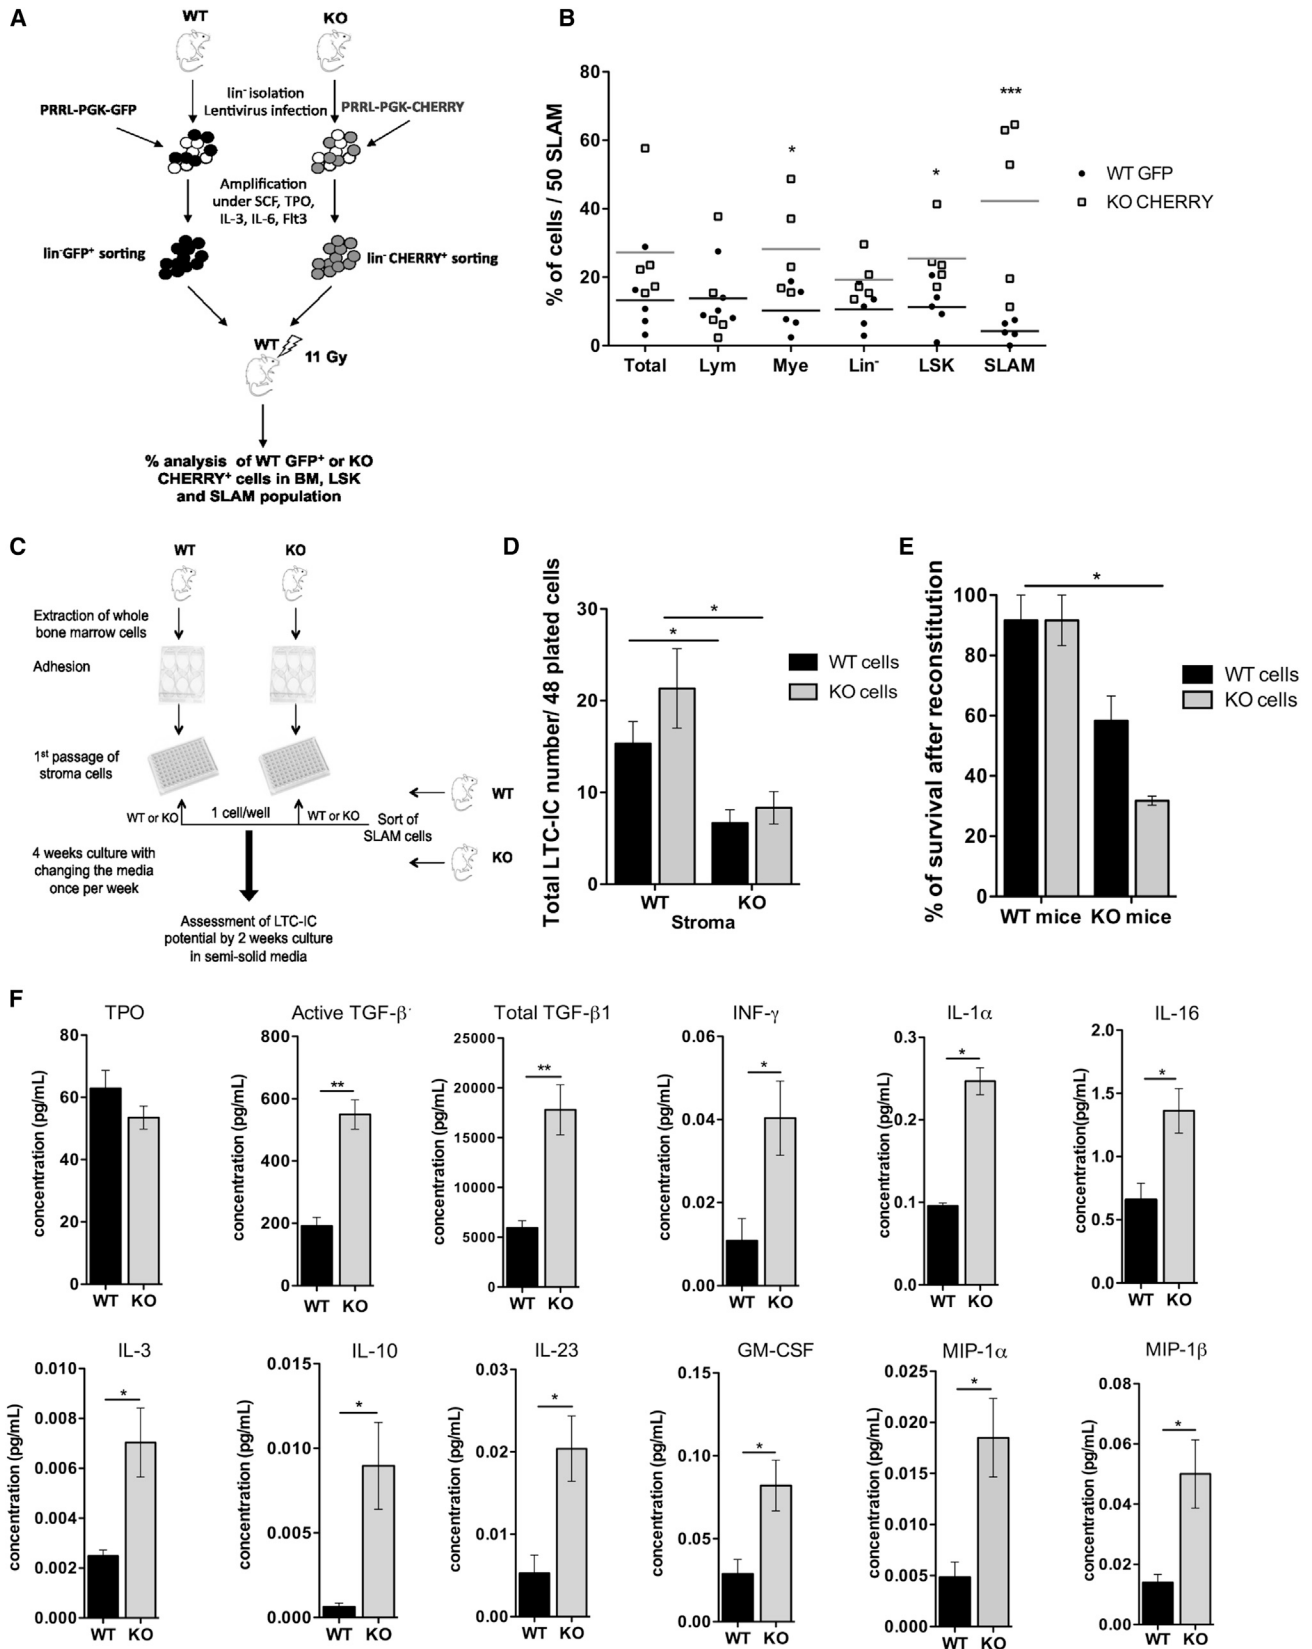 A
WT
KO
lin- isolation
Lentivirus infection
PRRL-PGK-GFP
PRRL-PGK-CHERRY
Amplification
under SCF, TPO,
IL-3, IL-6, Flt3
lin-GFP+ sorting
lin- CHERRY+ sorting
WT
11 Gy
% analysis of WT GFP+ or KO
CHERRY+ cells in BM, LSK
and SLAM population
B
% of cells / 50 SLAM
80
60
40
20
0
*
*
***
Total
Lym
Mye
Lin-
LSK
SLAM
WT GFP
KO CHERRY
C
WT
KO
Extraction of whole
bone marrow cells
Adhesion
1st passage of
stroma cells
WT or KO
1 cell/well
WT or KO
Sort of
SLAM cells
WT
KO
4 weeks culture with
changing the media
once per week
Assessment of LTC-IC
potential by 2 weeks culture
in semi-solid media
D
Total LTC-IC number/ 48 plated cells
30
20
10
0
*
*
WT
KO
Stroma
WT cells
KO cells
E
% of survival after reconstitution
100
80
60
40
20
0
*
WT mice
KO mice
WT cells
KO cells
F
TPO
concentration (pg/mL)
80
60
40
20
0
WT KO
Active TGF-β
concentration (pg/mL)
800
600
400
200
0
**
WT KO
Total TGF-β1
concentration (pg/mL)
25000
20000
15000
10000
5000
0
**
WT KO
INF-γ
concentration (pg/mL)
0.06
0.04
0.02
0.00
*
WT KO
IL-1α
concentration (pg/mL)
0.3
0.2
0.1
0.0
*
WT KO
IL-16
concentration(pg/mL)
2.0
1.5
1.0
0.5
0.0
*
WT KO
IL-3
concentration (pg/mL)
0.010
0.008
0.006
0.004
0.002
0.000
*
WT KO
IL-10
concentration (pg/mL)
0.015
0.010
0.005
0.000
*
WT KO
IL-23
concentration (pg/mL)
0.03
0.02
0.01
0.00
*
WT KO
GM-CSF
concentration (pg/mL)
0.15
0.10
0.05
0.00
*
WT KO
MIP-1α
concentration (pg/mL)
0.025
0.020
0.015
0.010
0.005
0.000
*
WT KO
MIP-1β
concentration (pg/mL)
0.08
0.06
0.04
0.02
0.00
*
WT KO